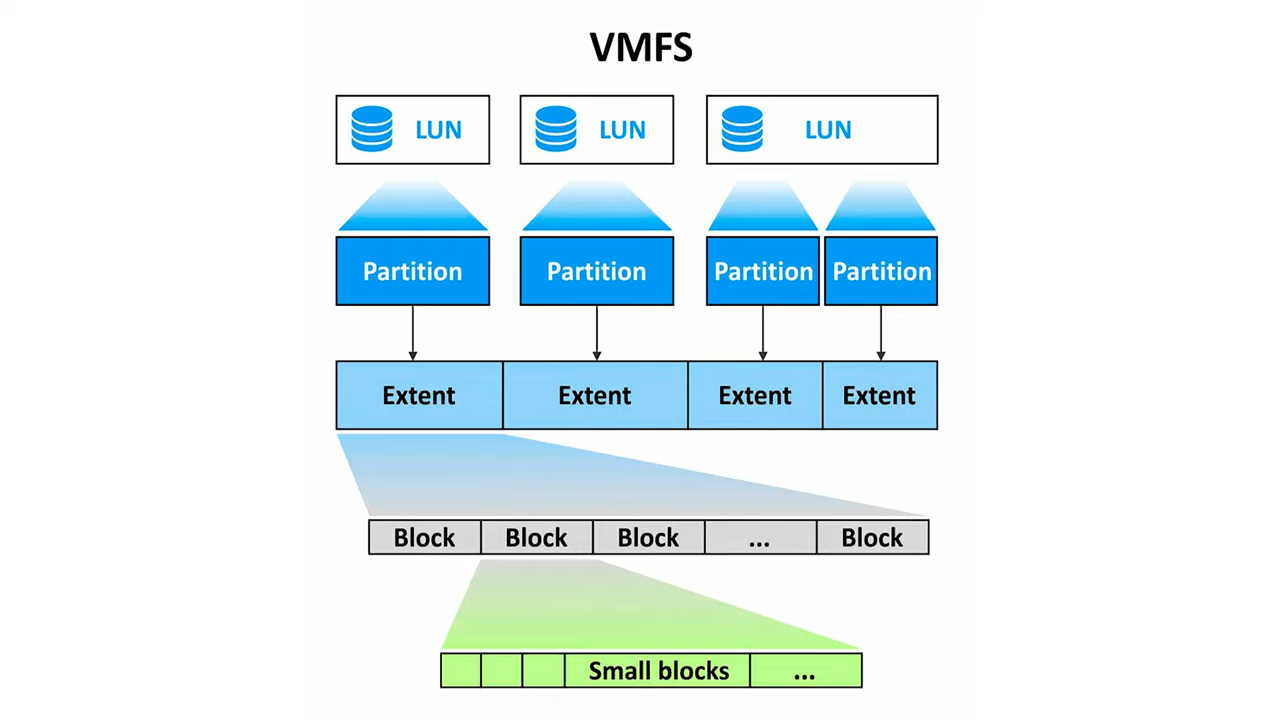 VMFS
LUN LUN LUN
Partition Partition Partition Partition
Extent Extent Extent Extent
Block Block Block ... Block
Small blocks ...